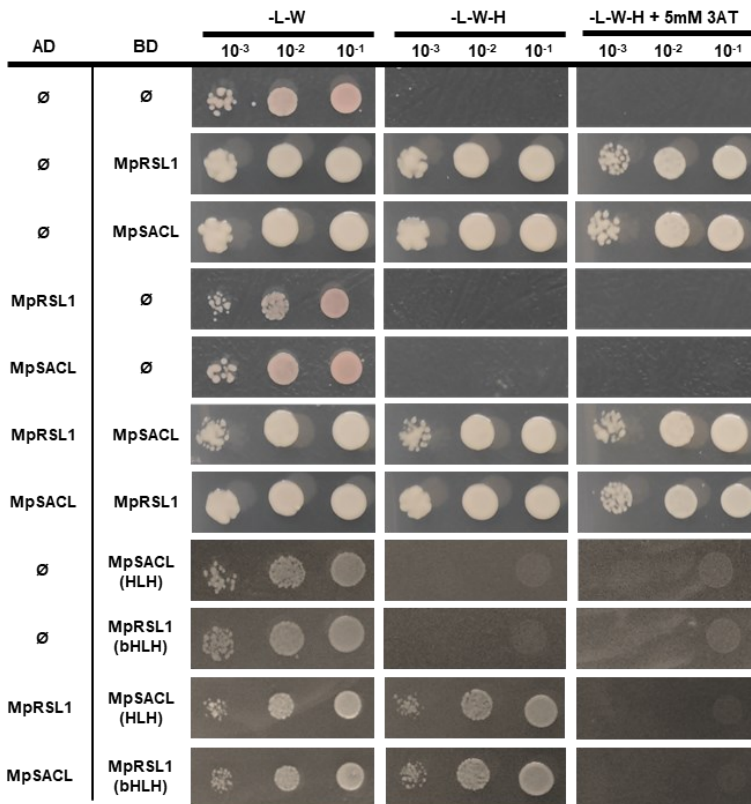 -L-W -L-W-H -L-W-H + 5mM 3AT
AD BD 10⁻³ 10⁻² 10⁻¹ 10⁻³ 10⁻² 10⁻¹ 10⁻³ 10⁻² 10⁻¹
Ø Ø
Ø MpRSL1
Ø MpSACL
MpRSL1 Ø
MpSACL Ø
MpRSL1 MpSACL
MpSACL MpRSL1
Ø MpSACL
(HLH)
Ø MpRSL1
(bHLH)
MpRSL1 MpSACL
(HLH)
MpSACL MpRSL1
(bHLH)